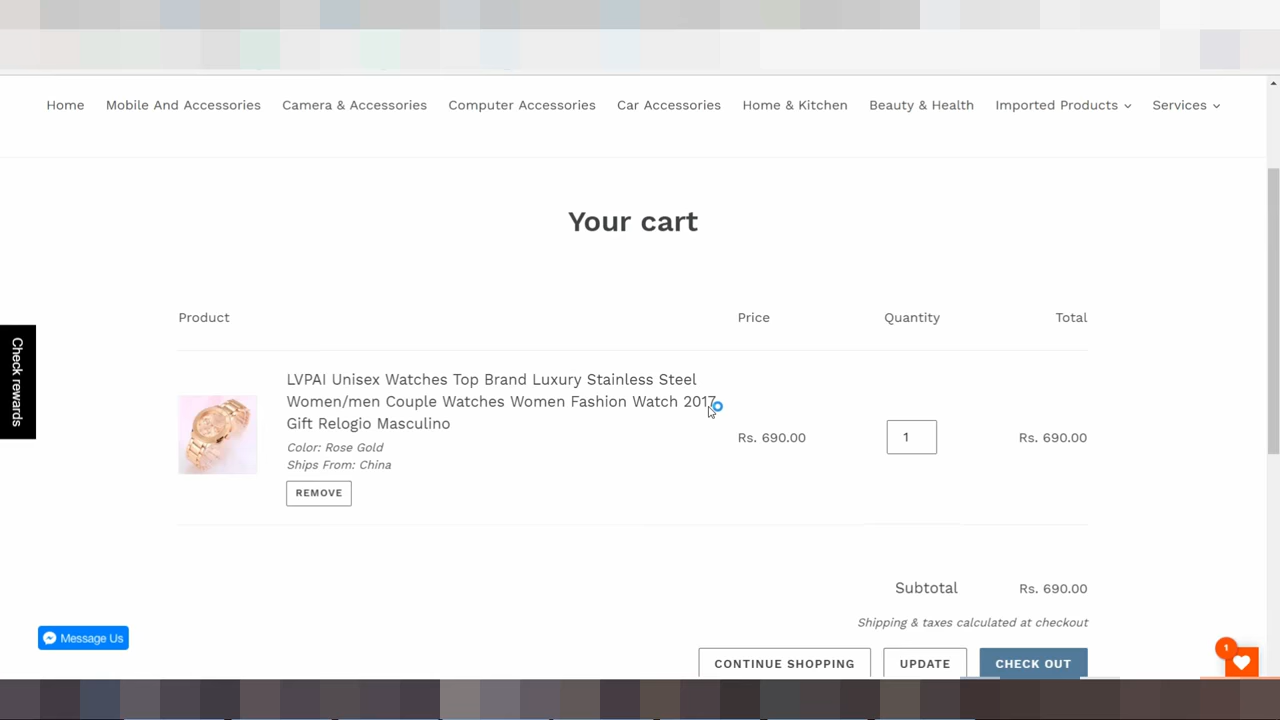 Home Mobile And Accessories Camera & Accessories Computer Accessories Car Accessories Home & Kitchen Beauty & Health Imported Products Services
Your cart
Product Price Quantity Total
LVPAI Unisex Watches Top Brand Luxury Stainless Steel
Women/men Couple Watches Women Fashion Watch 2017
Gift Relogio Masculino
Color: Rose Gold
Ships From: China
REMOVE
Rs. 690.00 1 Rs. 690.00
Subtotal Rs. 690.00
Shipping & taxes calculated at checkout
CONTINUE SHOPPING UPDATE CHECK OUT
Check rewards
Message Us
1